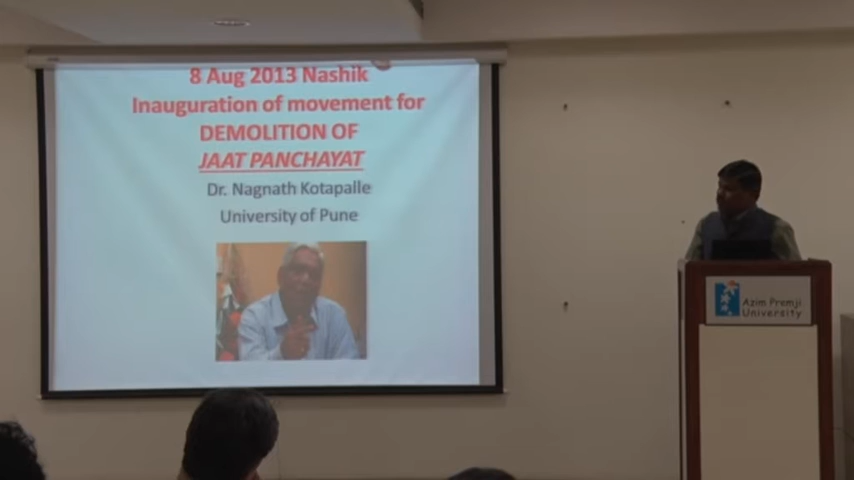 8 Aug 2013 Nashik
Inauguration of movement for
DEMOLITION OF
JAAT PANCHAYAT
Dr. Nagnath Kotapalle
University of Pune
Azim Premji
University